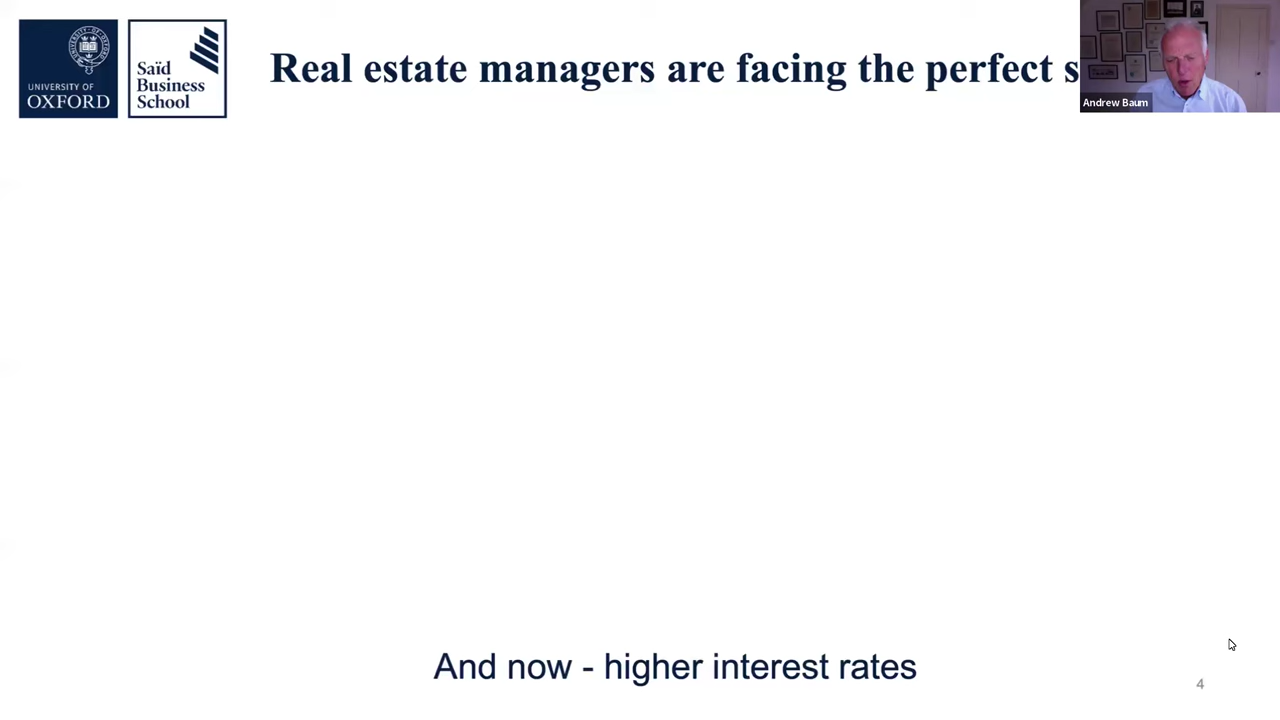 UNIVERSITY OF
OXFORD
Saïd
Business
School
Real estate managers are facing the perfect s
Andrew Baum
And now - higher interest rates
4